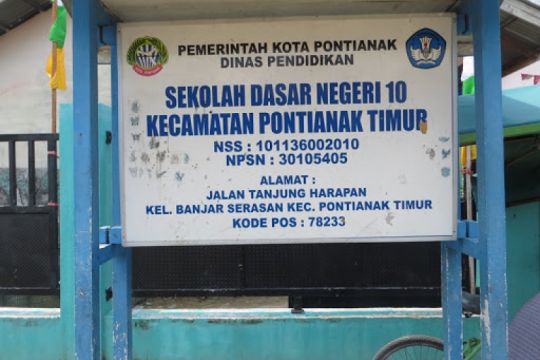 PEMERINTAH KOTA PONTIANAK
DINAS PENDIDIKAN
SEKOLAH DASAR NEGERI 10
KECAMATAN PONTIANAK TIMUR
NSS : 101136002010
NPSN : 30105405
ALAMAT :
JALAN TANJUNG HARAPAN
KEL. BANJAR SERASAN KEC. PONTIANAK TIMUR
KODE POS : 78233